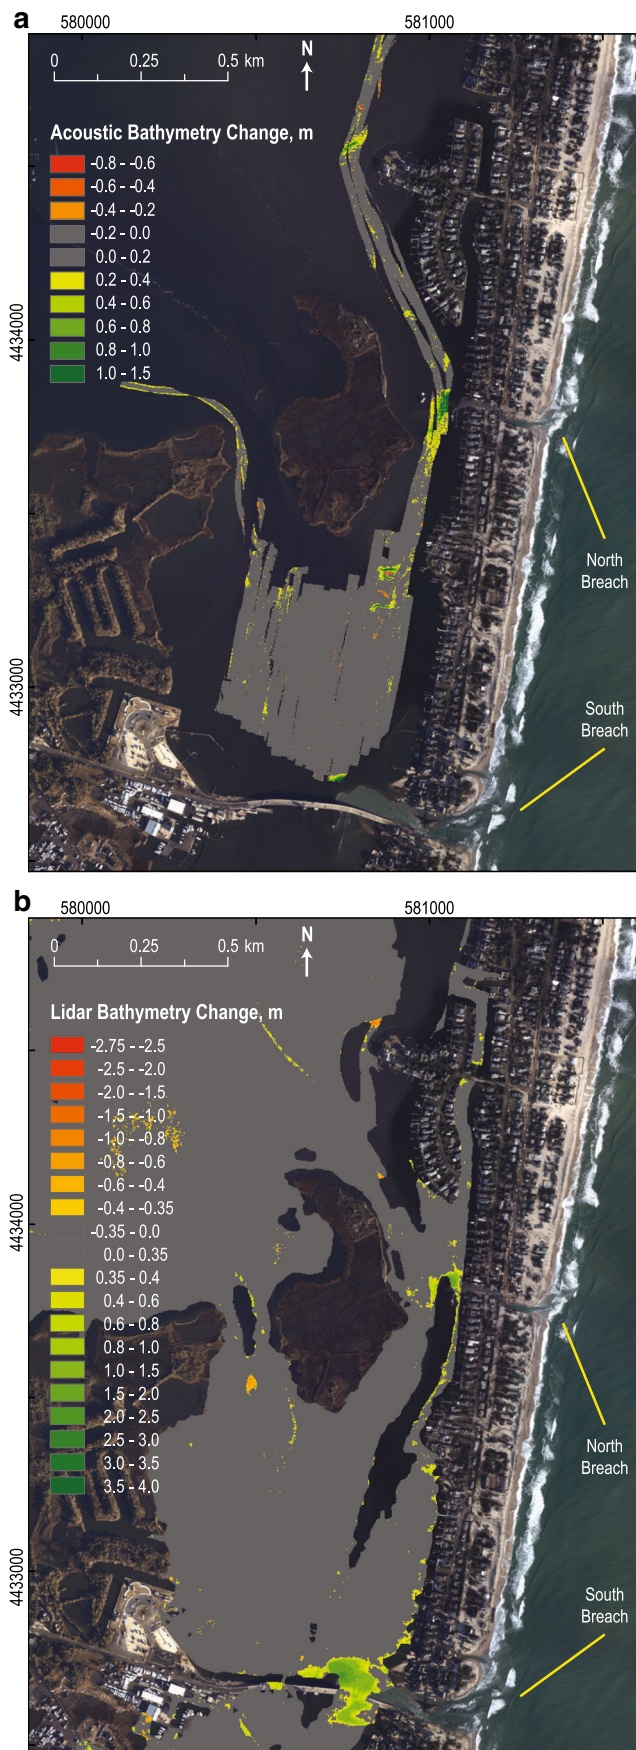 a
580000
581000
0
0.25
0.5 km
N
Acoustic Bathymetry Change, m
-0.8 - -0.6
-0.6 - -0.4
-0.4 - -0.2
-0.2 - 0.0
0.0 - 0.2
0.2 - 0.4
0.4 - 0.6
0.6 - 0.8
0.8 - 1.0
1.0 - 1.5
4434000
4433000
North
Breach
South
Breach
b
580000
581000
0
0.25
0.5 km
N
Lidar Bathymetry Change, m
-2.75 - -2.5
-2.5 - -2.0
-2.0 - -1.5
-1.5 - -1.0
-1.0 - -0.8
-0.8 - -0.6
-0.6 - -0.4
-0.4 - -0.35
-0.35 - 0.0
0.0 - 0.35
0.35 - 0.4
0.4 - 0.6
0.6 - 0.8
0.8 - 1.0
1.0 - 1.5
1.5 - 2.0
2.0 - 2.5
2.5 - 3.0
3.0 - 3.5
3.5 - 4.0
4434000
4433000
North
Breach
South
Breach